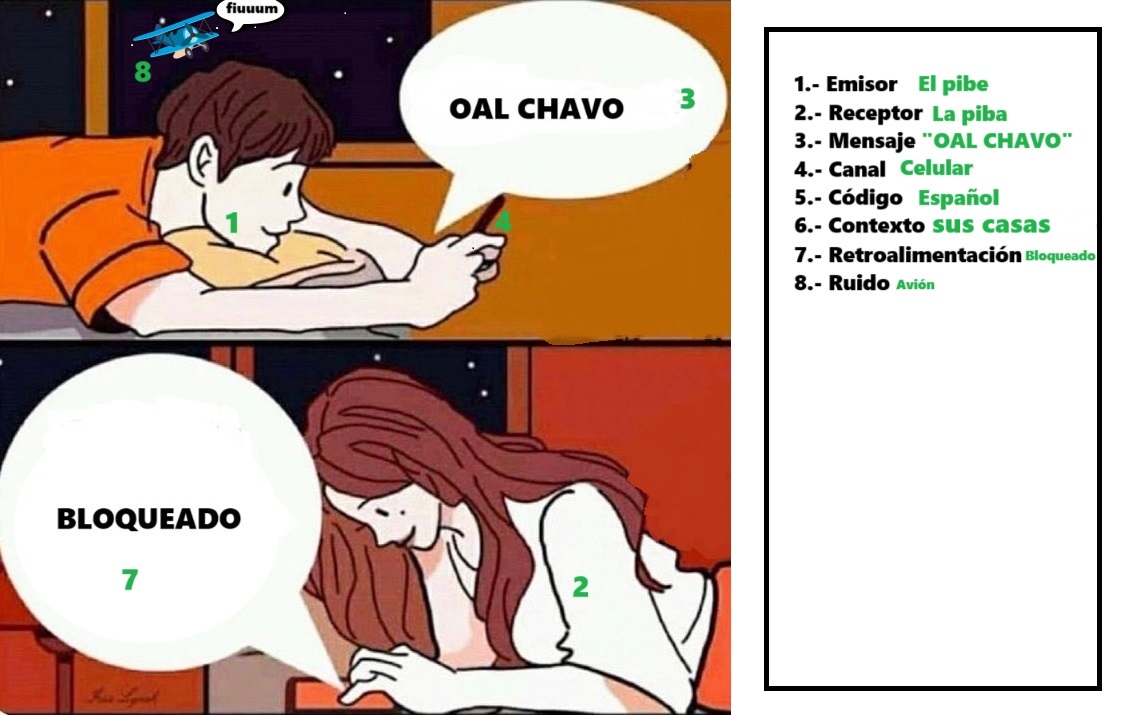 fiuuum
8
OAL CHAVO 3
1
4
BLOQUEADO
7
2
1.- Emisor El pibe
2.- Receptor La piba
3.- Mensaje "OAL CHAVO"
4.- Canal Celular
5.- Código Español
6.- Contexto sus casas
7.- Retroalimentación Bloqueado
8.- Ruido Avión